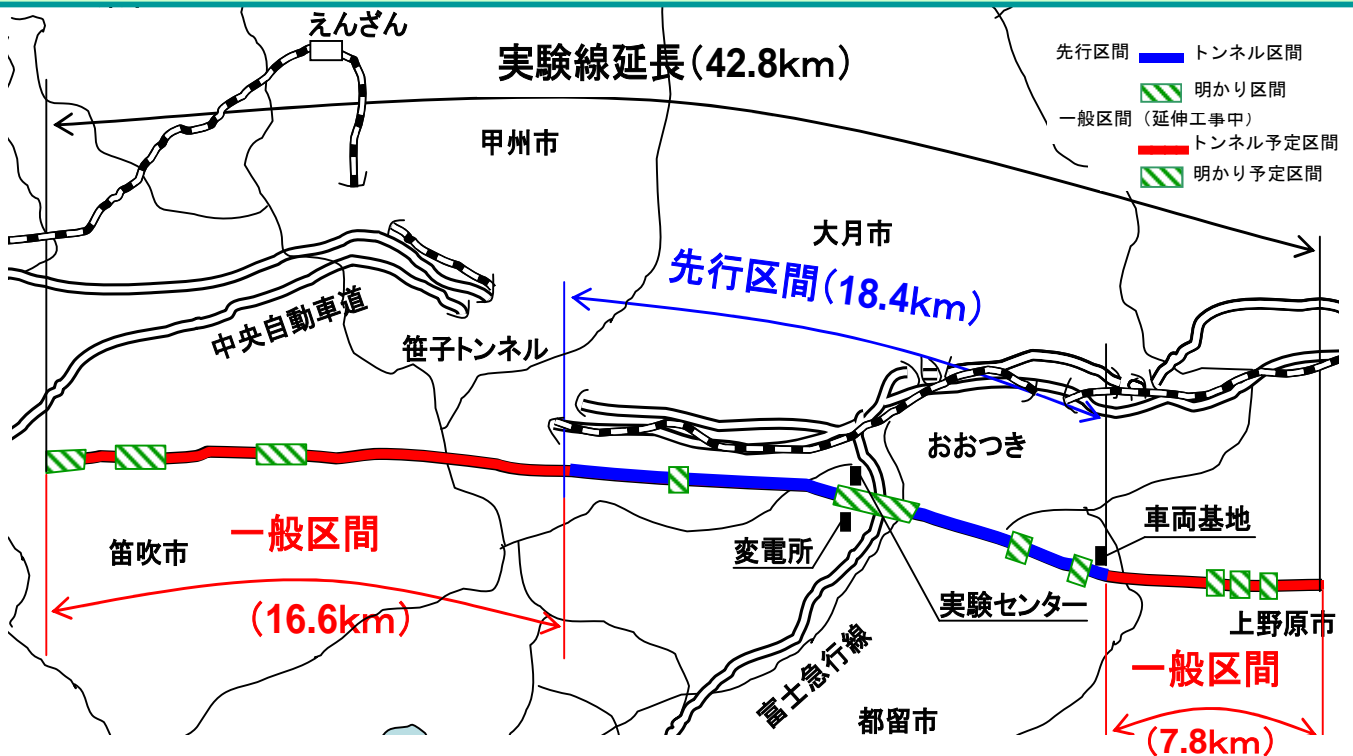 えんざん
実験線延長(42.8km)
先行区間 トンネル区間
明かり区間
一般区間（延伸工事中）
トンネル予定区間
明かり予定区間
甲州市
大月市
先行区間(18.4km)
中央自動車道
笹子トンネル
おおつき
車両基地
笛吹市
一般区間
(16.6km)
変電所
実験センター
上野原市
富士急行線
一般区間
都留市
(7.8km)